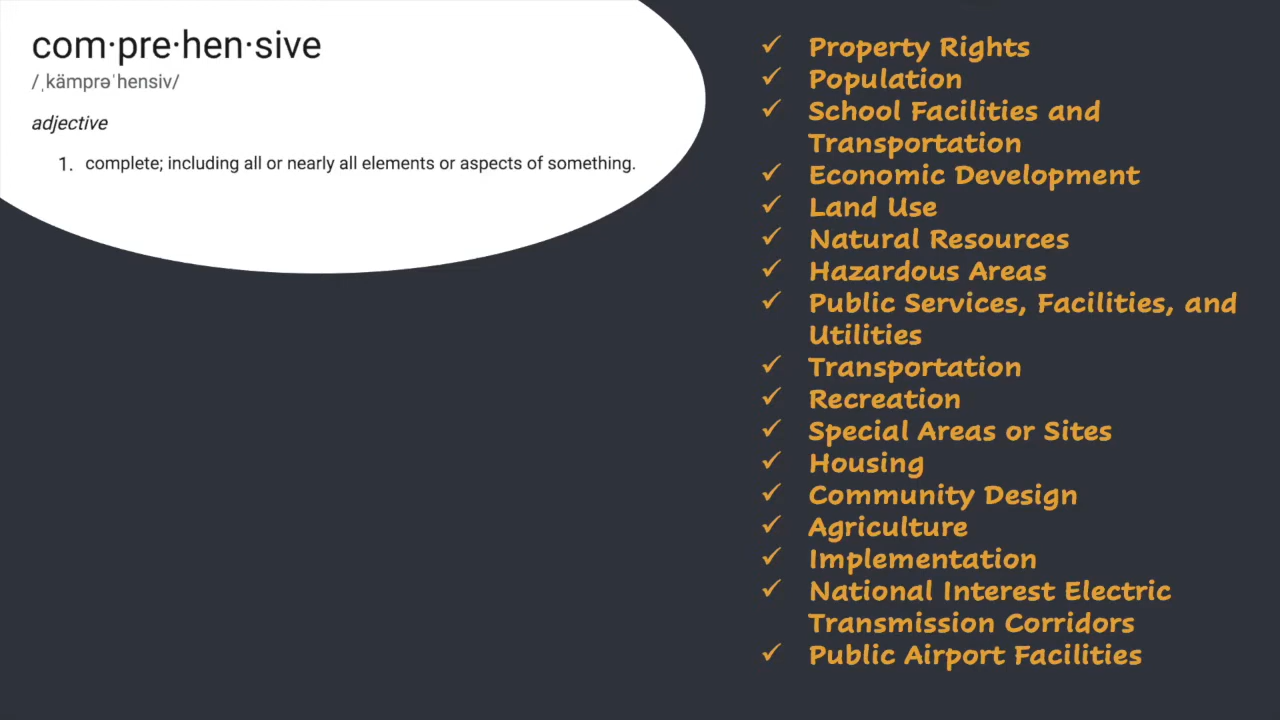 com·pre·hen·sive
/ˌkämprəˈhensiv/
adjective
1. complete; including all or nearly all elements or aspects of something.
✓ Property Rights
✓ Population
✓ School Facilities and
Transportation
✓ Economic Development
✓ Land Use
✓ Natural Resources
✓ Hazardous Areas
✓ Public Services, Facilities, and
Utilities
✓ Transportation
✓ Recreation
✓ Special Areas or Sites
✓ Housing
✓ Community Design
✓ Agriculture
✓ Implementation
✓ National Interest Electric
Transmission Corridors
✓ Public Airport Facilities